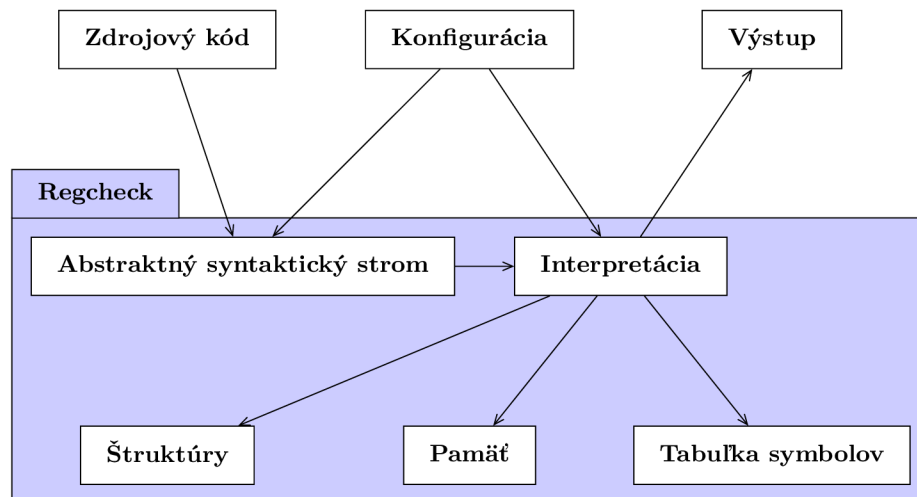 Zdrojový kód
Konfigurácia
Výstup
Regcheck
Abstraktný syntaktický strom
Interpretácia
Štruktúry
Pamäť
Tabuľka symbolov